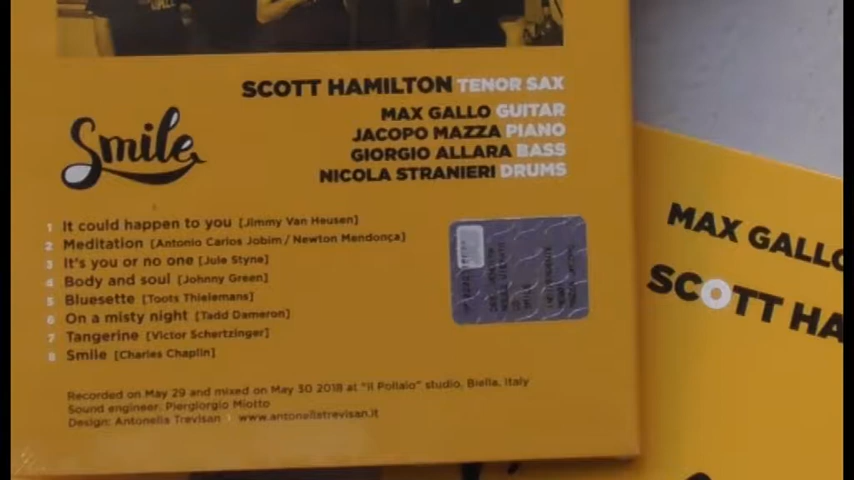 SCOTT HAMILTON TENOR SAX
MAX GALLO GUITAR
JACOPO MAZZA PIANO
GIORGIO ALLARA BASS
NICOLA STRANIERI DRUMS
Smile
1 It could happen to you [Jimmy Van Heusen]
2 Meditation [Antonio Carlos Jobim / Newton Mendonça]
3 It's you or no one [Jule Styne]
4 Body and soul [Johnny Green]
5 Bluesette [Toots Thielemans]
6 On a misty night [Tadd Dameron]
7 Tangerine [Victor Schertzinger]
8 Smile [Charles Chaplin]
Recorded on May 29 and mixed on May 30 2018 at "Il Pollaio" studio, Biella, Italy
Sound engineer: Piergiorgio Miotto
Design: Antonella Trevisan | www.antonellatrevisan.it
MAX GALLO
SCOTT HA